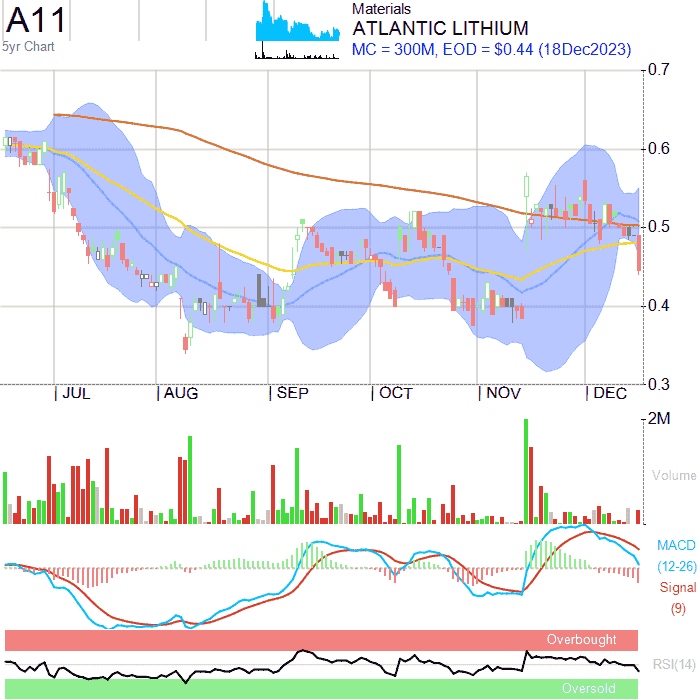 A11
5yr Chart
Materials
ATLANTIC LITHIUM
MC = 300M, EOD = $0.44 (18Dec2023)
0.7
0.6
0.5
0.4
0.3
JUL
AUG
SEP
OCT
NOV
DEC
2M
Volume
MACD
(12-26)
Signal
(9)
Overbought
RSI(14)
Oversold